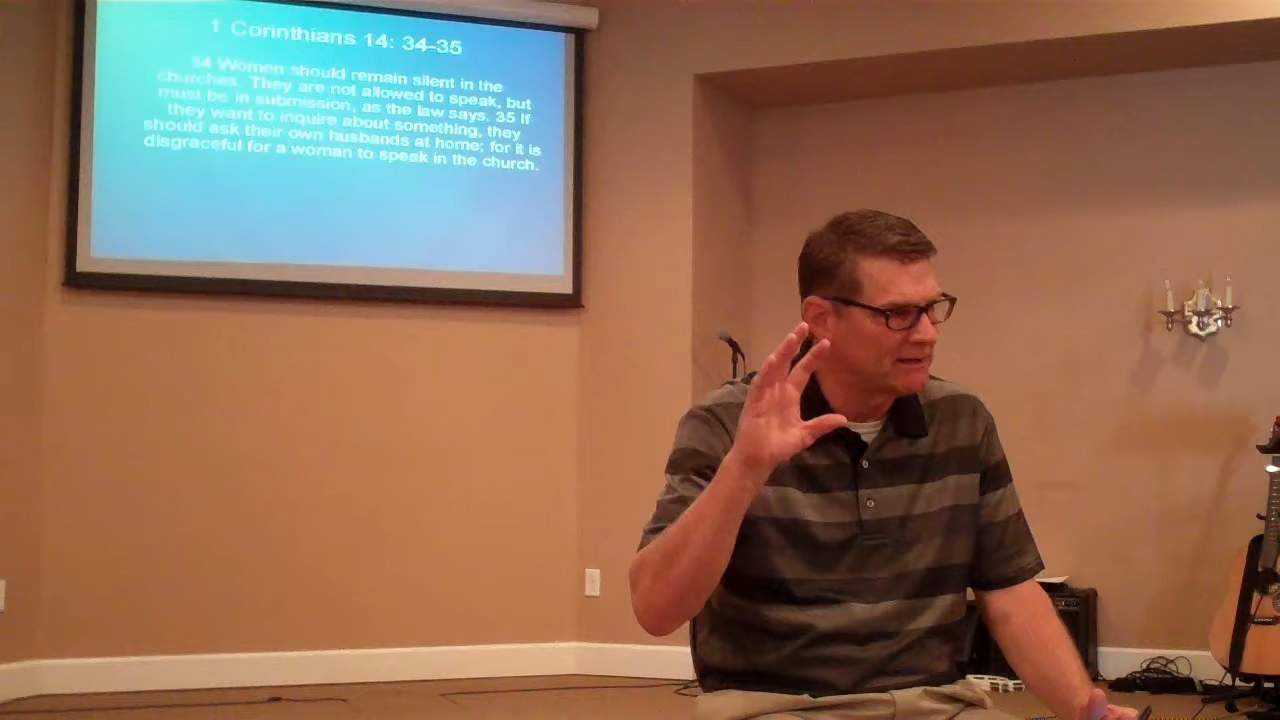 1 Corinthians 14: 34-35
34 Women should remain silent in the
churches. They are not allowed to speak, but
must be in submission, as the law says. 35 If
they want to inquire about something, they
should ask their own husbands at home; for it is
disgraceful for a woman to speak in the church.